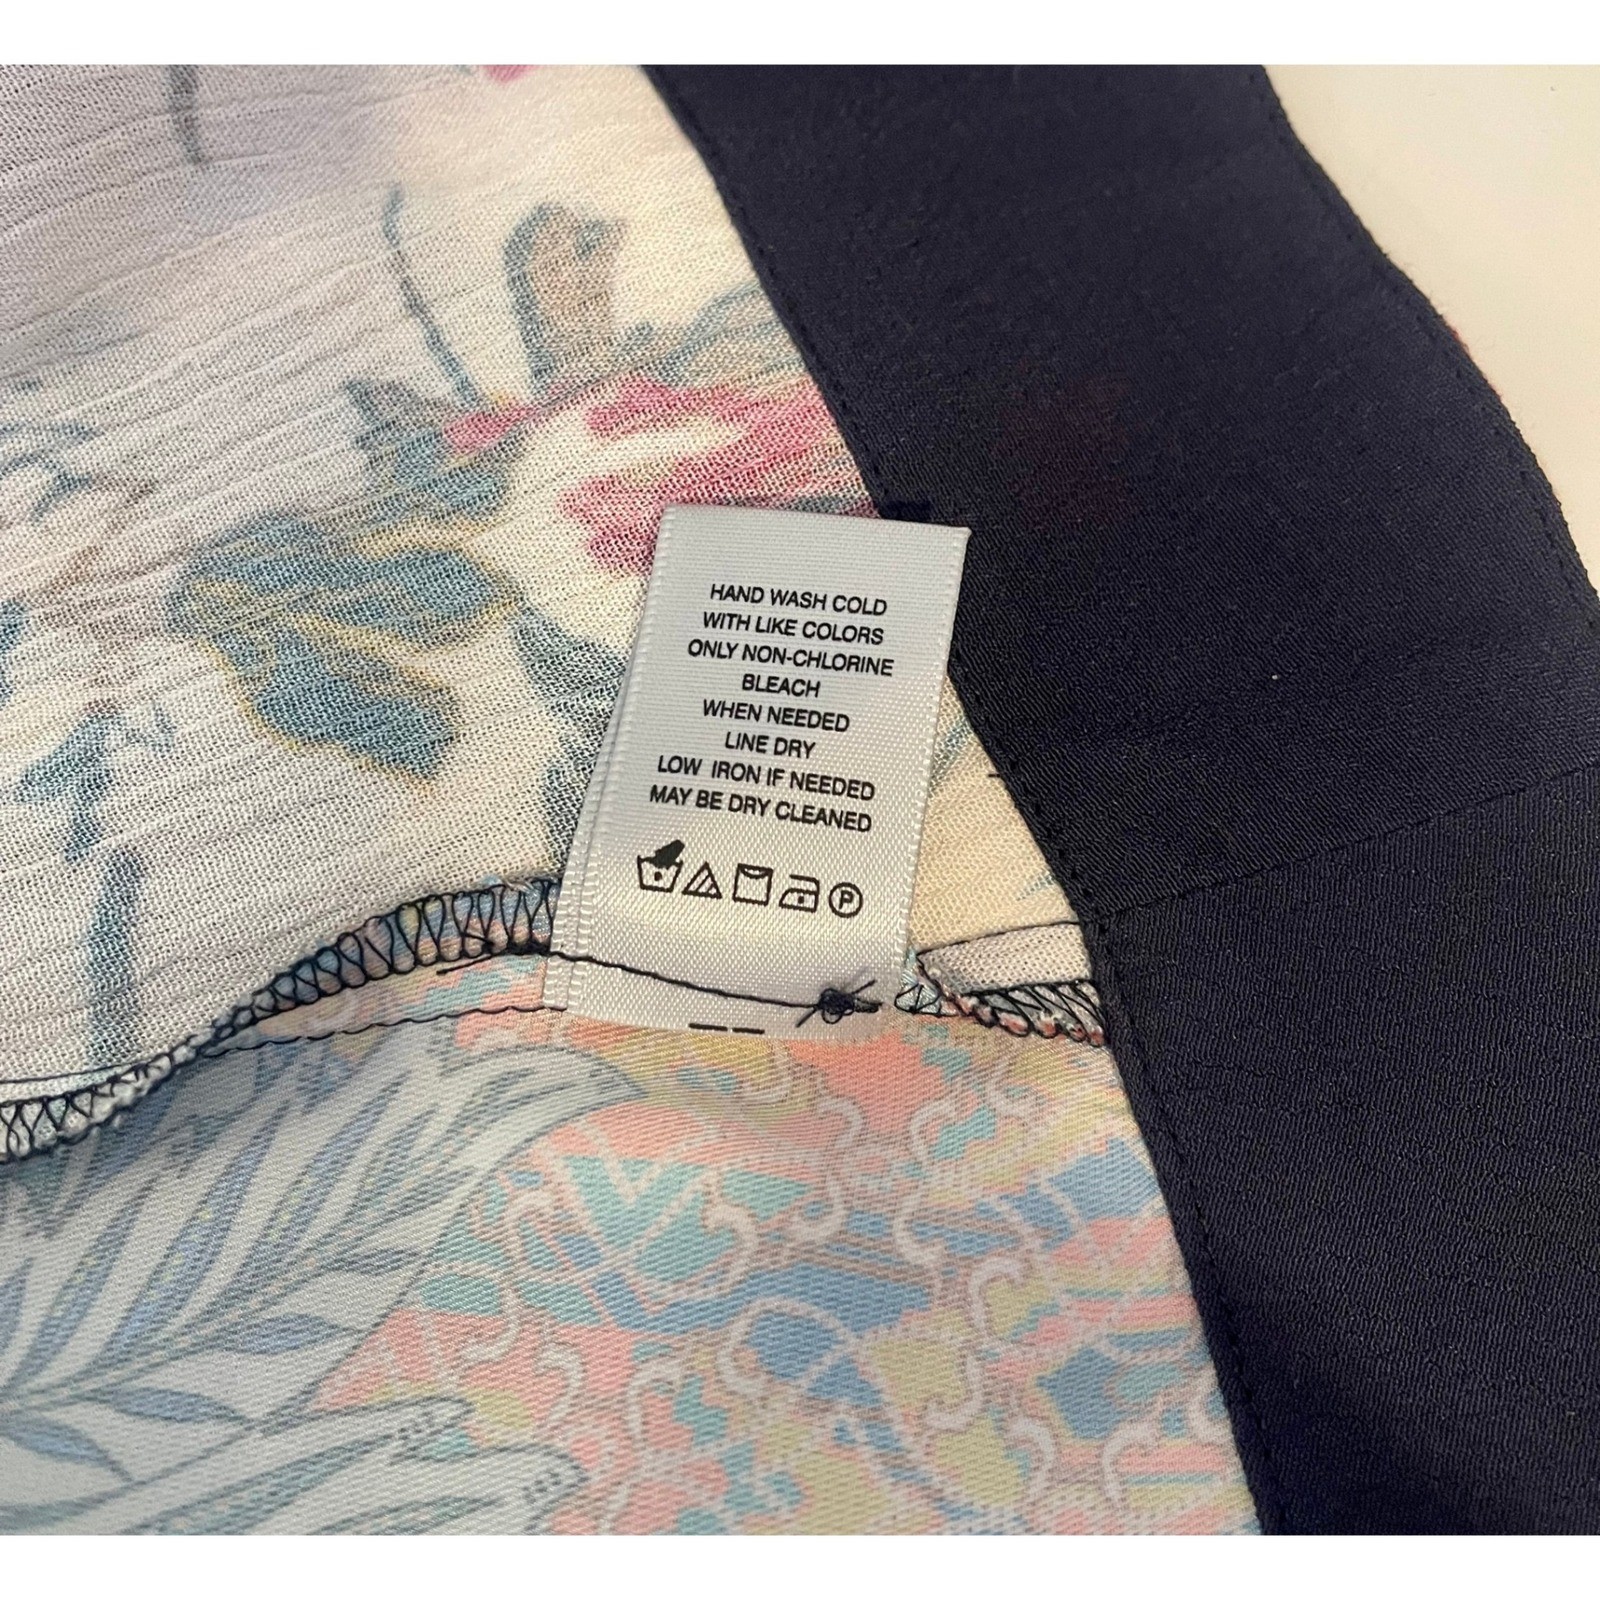 HAND WASH COLD
WITH LIKE COLORS
ONLY NON-CHLORINE
BLEACH
WHEN NEEDED
LINE DRY
LOW IRON IF NEEDED
MAY BE DRY CLEANED
P